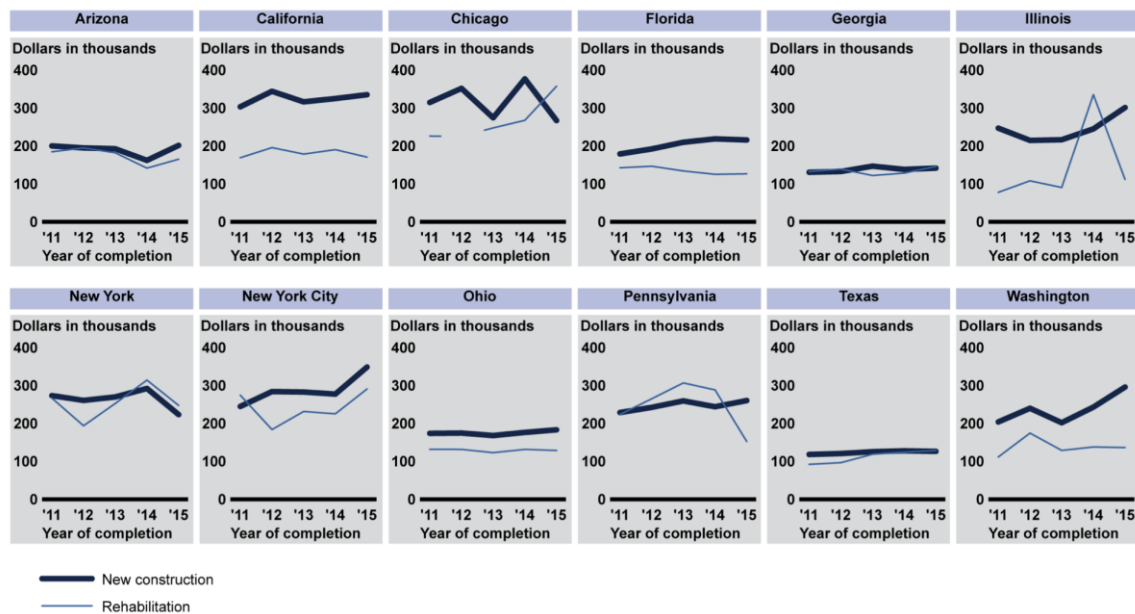 Arizona California Chicago Florida Georgia Illinois
Dollars in thousands Dollars in thousands Dollars in thousands Dollars in thousands Dollars in thousands Dollars in thousands
400 400 400 400 400 400
300 300 300 300 300 300
200 200 200 200 200 200
100 100 100 100 100 100
0 0 0 0 0 0
'11 '12 '13 '14 '15 '11 '12 '13 '14 '15 '11 '12 '13 '14 '15 '11 '12 '13 '14 '15 '11 '12 '13 '14 '15 '11 '12 '13 '14 '15
Year of completion Year of completion Year of completion Year of completion Year of completion Year of completion
New York New York City Ohio Pennsylvania Texas Washington
Dollars in thousands Dollars in thousands Dollars in thousands Dollars in thousands Dollars in thousands Dollars in thousands
400 400 400 400 400 400
300 300 300 300 300 300
200 200 200 200 200 200
100 100 100 100 100 100
0 0 0 0 0 0
'11 '12 '13 '14 '15 '11 '12 '13 '14 '15 '11 '12 '13 '14 '15 '11 '12 '13 '14 '15 '11 '12 '13 '14 '15 '11 '12 '13 '14 '15
Year of completion Year of completion Year of completion Year of completion Year of completion Year of completion
New construction
Rehabilitation